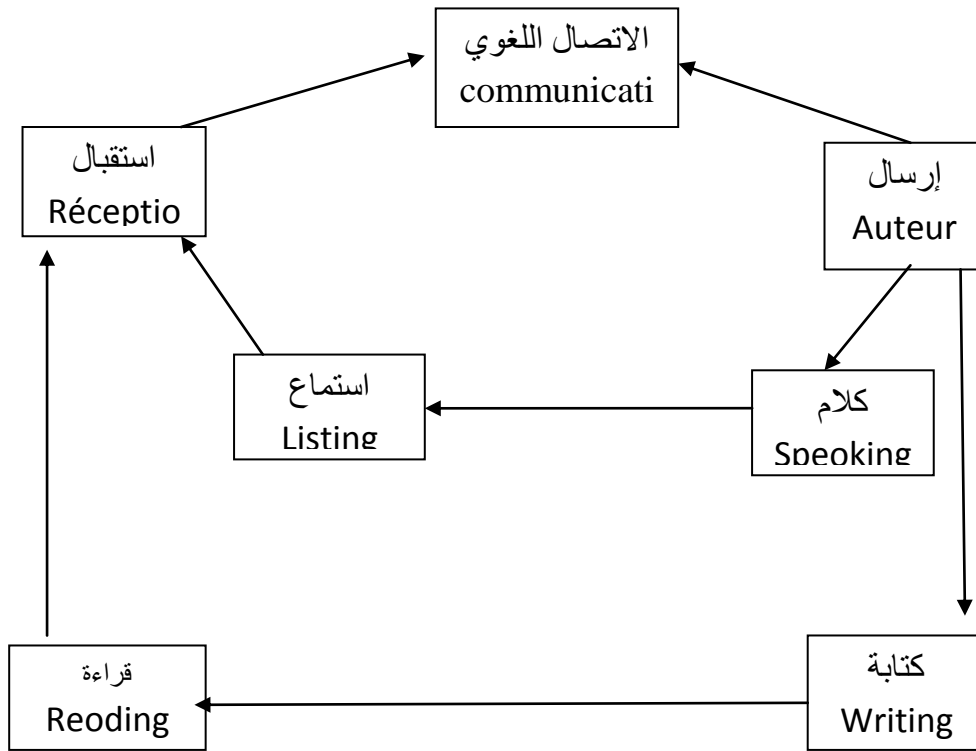 الاتصال اللغوي
communicati
استقبال
Réceptio
إرسال
Auteur
استماع
Listing
كلام
Speoking
قراءة
Reoding
كتابة
Writing